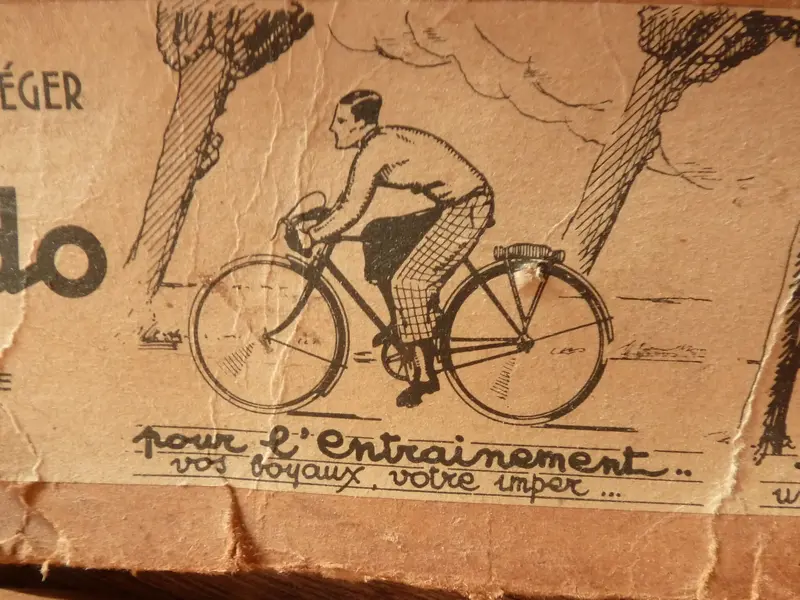 ÉGER
do
E
pour l'entrainement..
vos boyaux, votre imper...
u